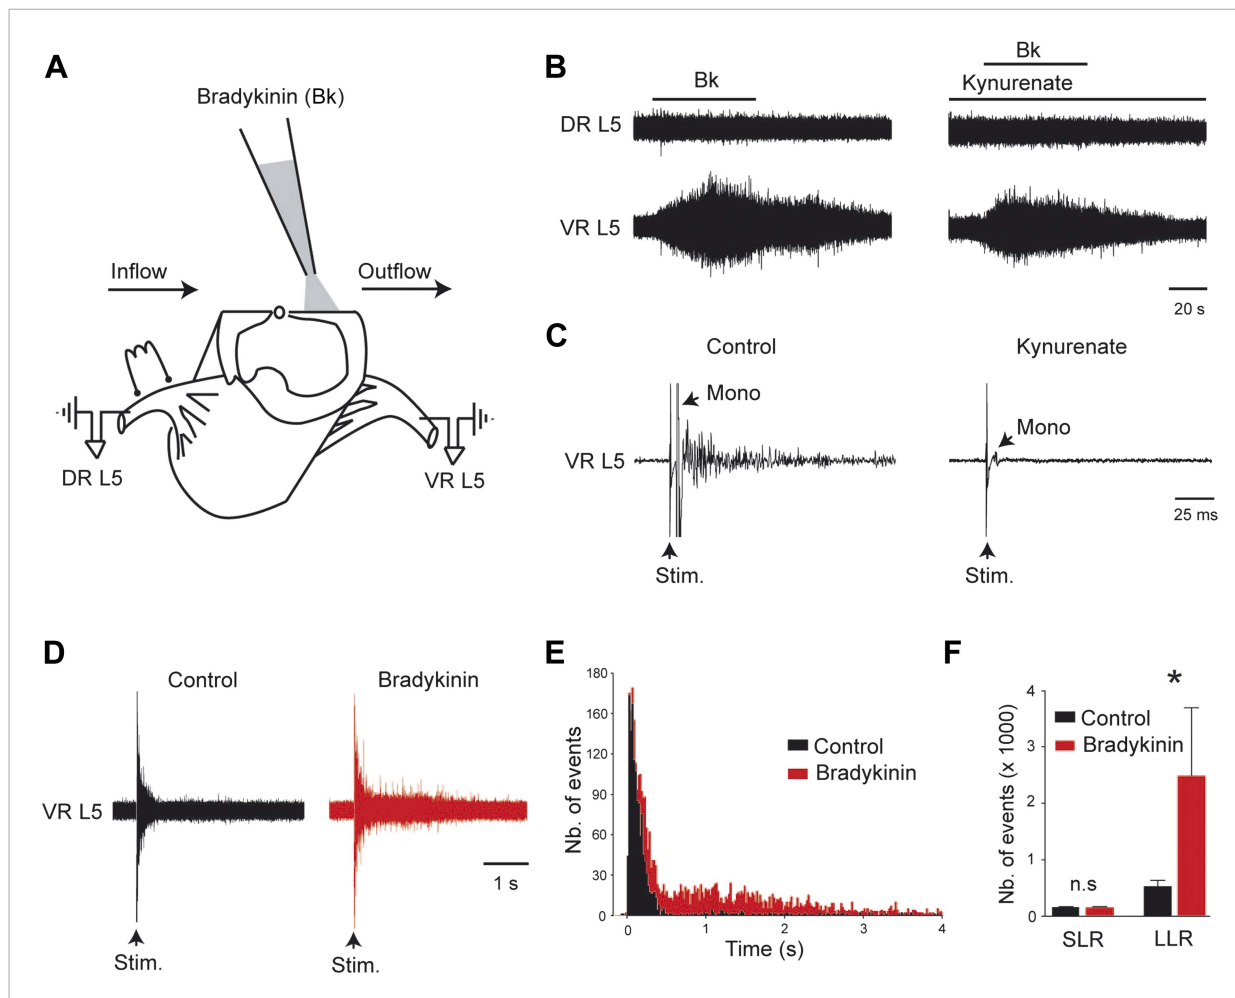 A
Bradykinin (Bk)
Inflow
Outflow
DR L5
VR L5
B
Bk
Bk
Kynurenate
DR L5
VR L5
20 s
C
Control
Kynurenate
Mono
Mono
VR L5
25 ms
Stim.
Stim.
D
Control
Bradykinin
VR L5
1 s
Stim.
Stim.
E
180
160
120
90
60
30
0
Nb. of events
Control
Bradykinin
0
1
2
3
4
Time (s)
F
4
3
2
1
0
Nb. of events (x 1000)
Control
Bradykinin
*
n.s
SLR
LLR